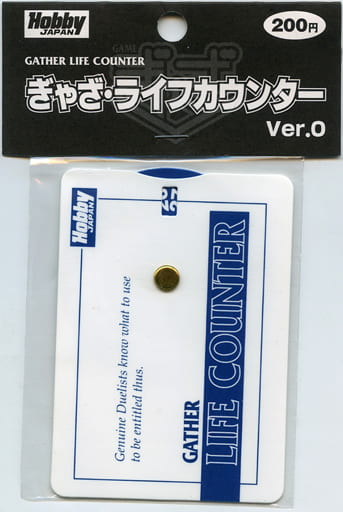 Hobby
JAPAN
200円
GATHER LIFE COUNTER
GAME
ぎゃざ・ライフカウンター
Ver.0
Hobby
JAPAN
Genuine Duelists know what to use
to be entitled thus.
GATHER
LIFE COUNTER